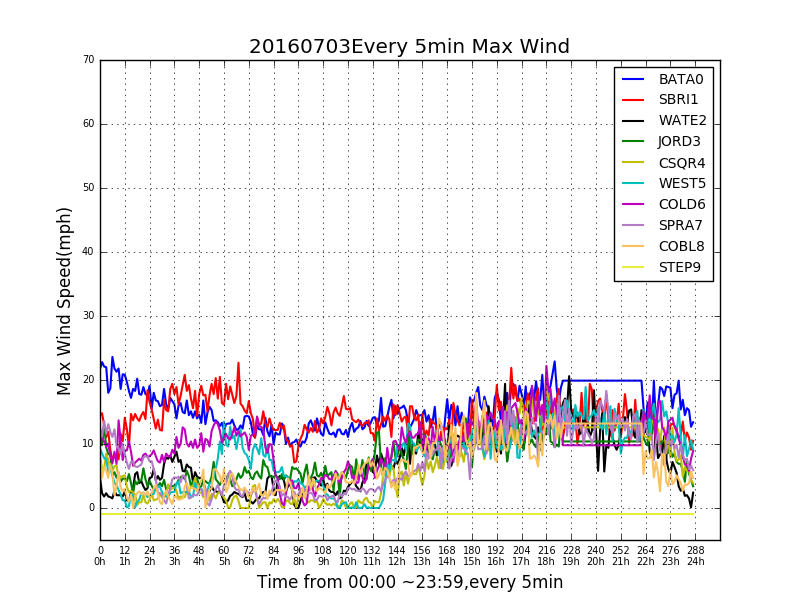 20160703Every 5min Max Wind
70
60
50
40
30
20
10
0
Max Wind Speed(mph)
BATA0
SBRI1
WATE2
JORD3
CSQR4
WEST5
COLD6
SPRA7
COBL8
STEP9
0 12 24 36 48 60 72 84 96 108 120 132 144 156 168 180 192 204 216 228 240 252 264 276 288
0h 1h 2h 3h 4h 5h 6h 7h 8h 9h 10h 11h 12h 13h 14h 15h 16h 17h 18h 19h 20h 21h 22h 23h 24h
Time from 00:00 ~23:59,every 5min